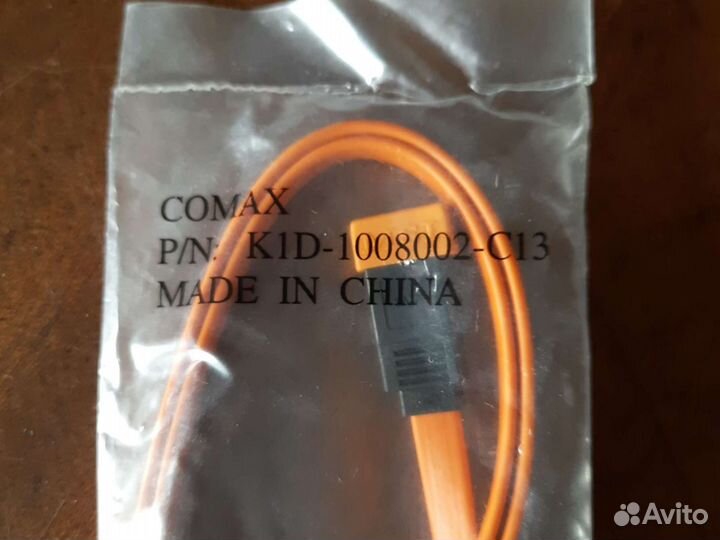 COMAX
P/N: K1D-1008002-C13
MADE IN CHINA
Avito